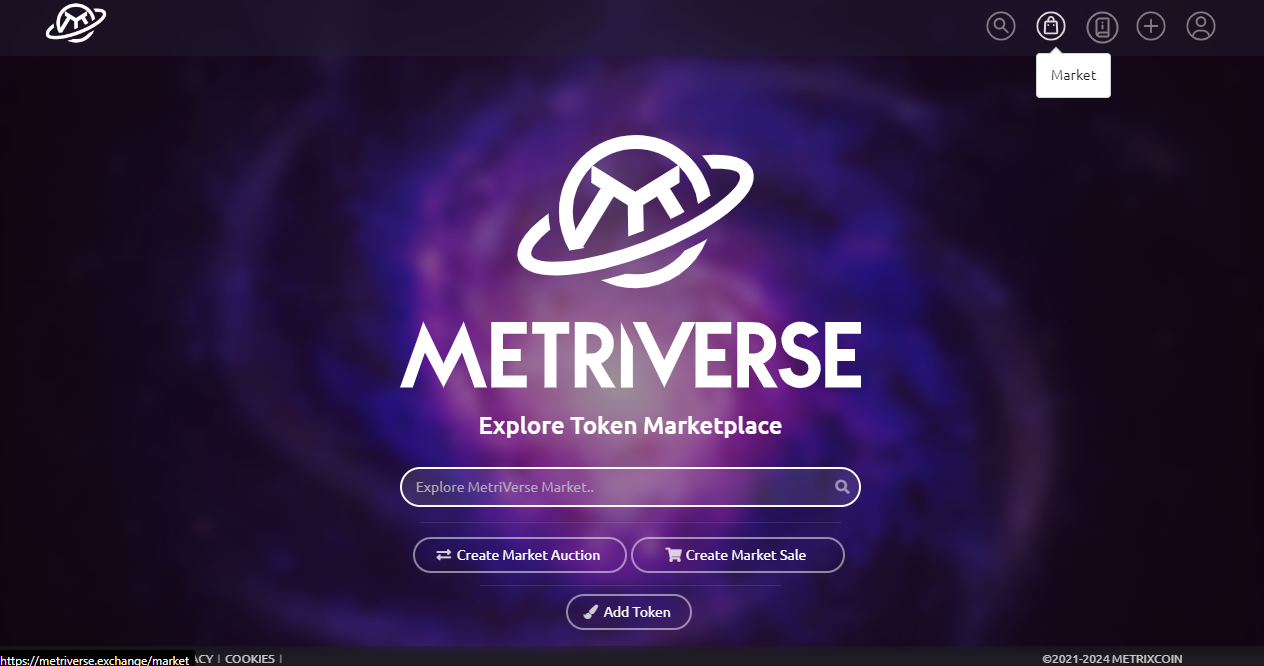 Market
METRIVERSE
Explore Token Marketplace
Explore MetriVerse Market..
Create Market Auction
Create Market Sale
Add Token
https://metriverse.exchange/market
ACY | COOKIES |
©2021-2024 METRIXCOIN